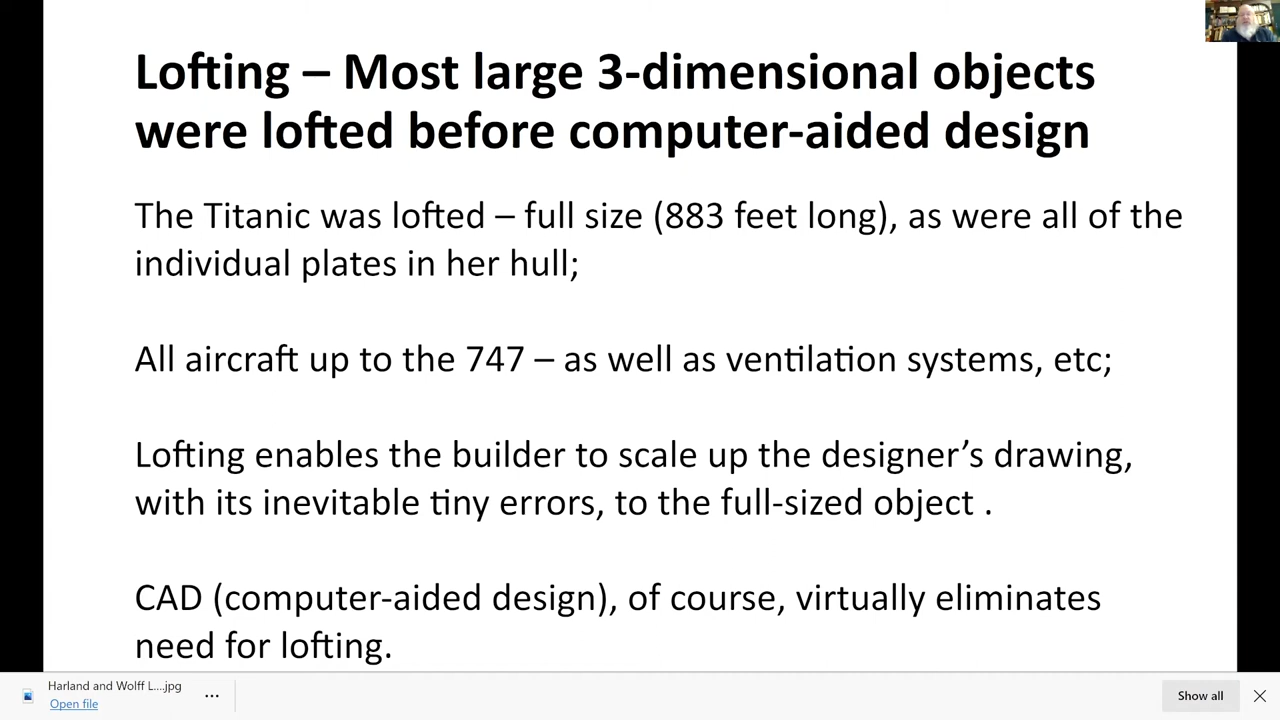 Lofting – Most large 3-dimensional objects
were lofted before computer-aided design
The Titanic was lofted – full size (883 feet long), as were all of the
individual plates in her hull;
All aircraft up to the 747 – as well as ventilation systems, etc;
Lofting enables the builder to scale up the designer’s drawing,
with its inevitable tiny errors, to the full-sized object .
CAD (computer-aided design), of course, virtually eliminates
need for lofting.
Harland and Wolff L....jpg
Open file
Show all